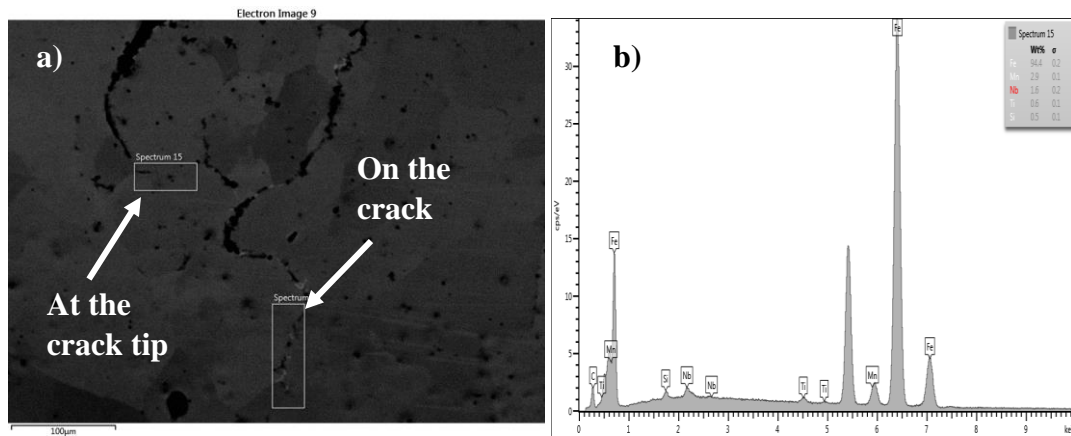 Electron Image 9
a)
Spectrum 15
On the
crack
At the
crack tip
Spectrum
100µm
b)
Spectrum 15
Wt% σ
Fe 94.4 0.2
Mn 2.9 0.1
Nb 1.6 0.2
Ti 0.6 0.1
Si 0.5 0.1
cps/eV
30
25
20
15
10
5
0
Fe
Fe
Mn
C
Ti
Si
Nb
Nb
Ti
Ti
Mn
Fe
0 1 2 3 4 5 6 7 8 9 ke